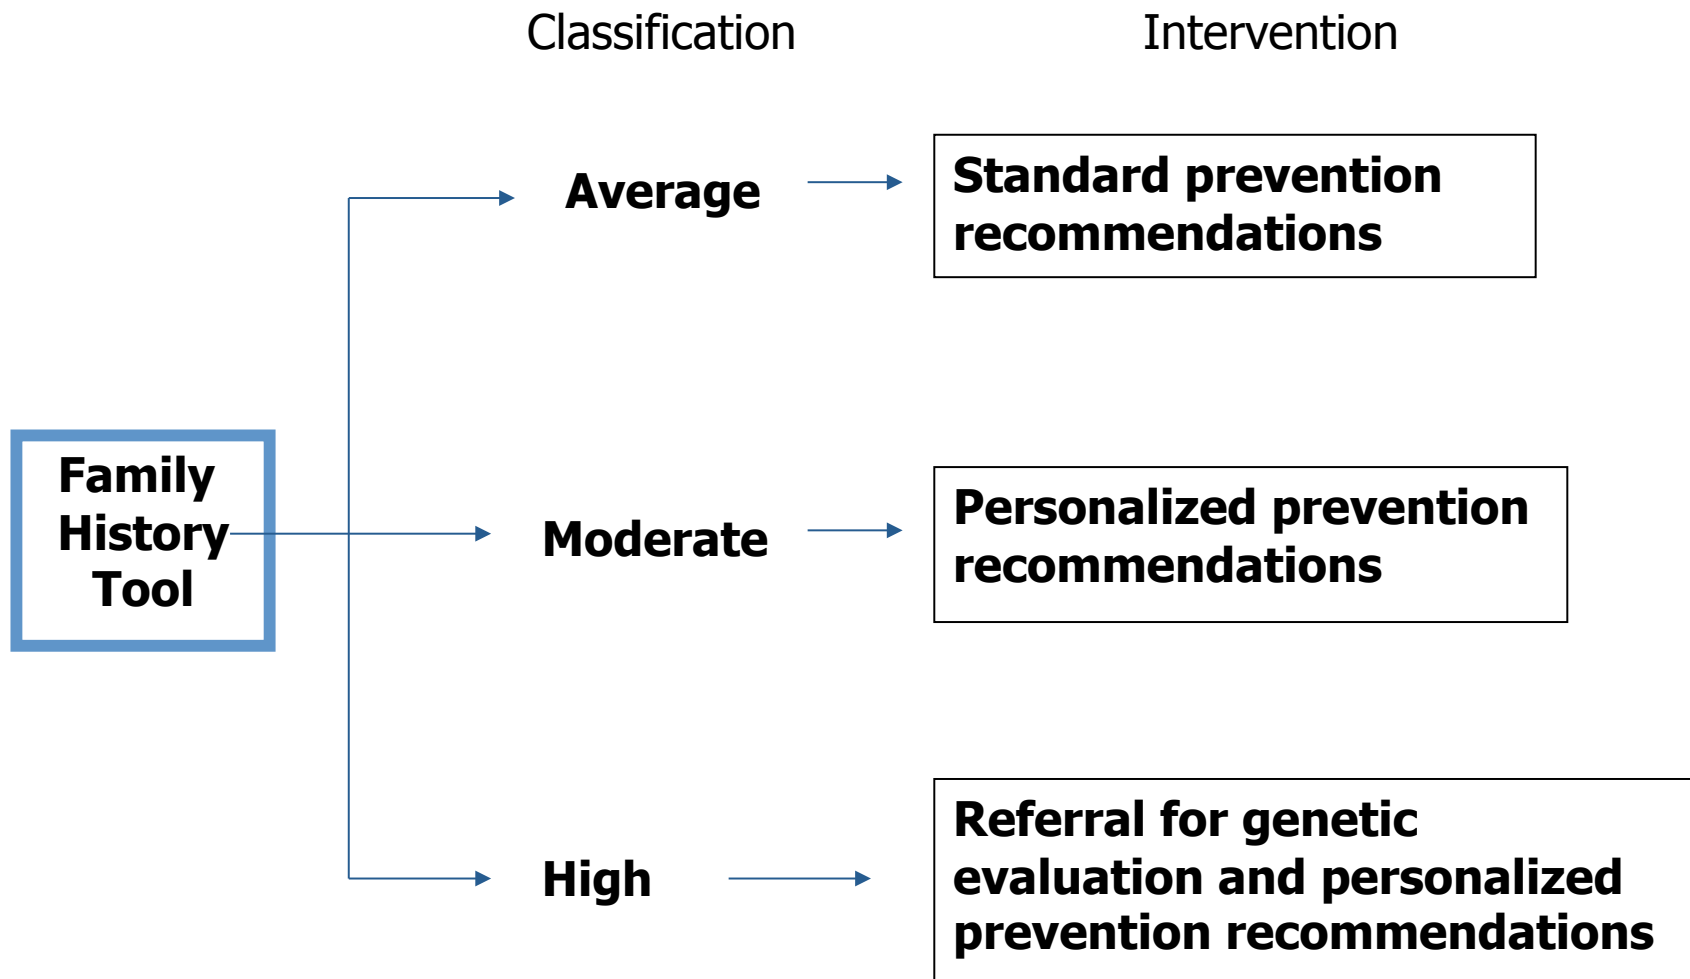 Classification
Intervention
Average
Standard prevention
recommendations
Family
History
Tool
Moderate
Personalized prevention
recommendations
High
Referral for genetic
evaluation and personalized
prevention recommendations